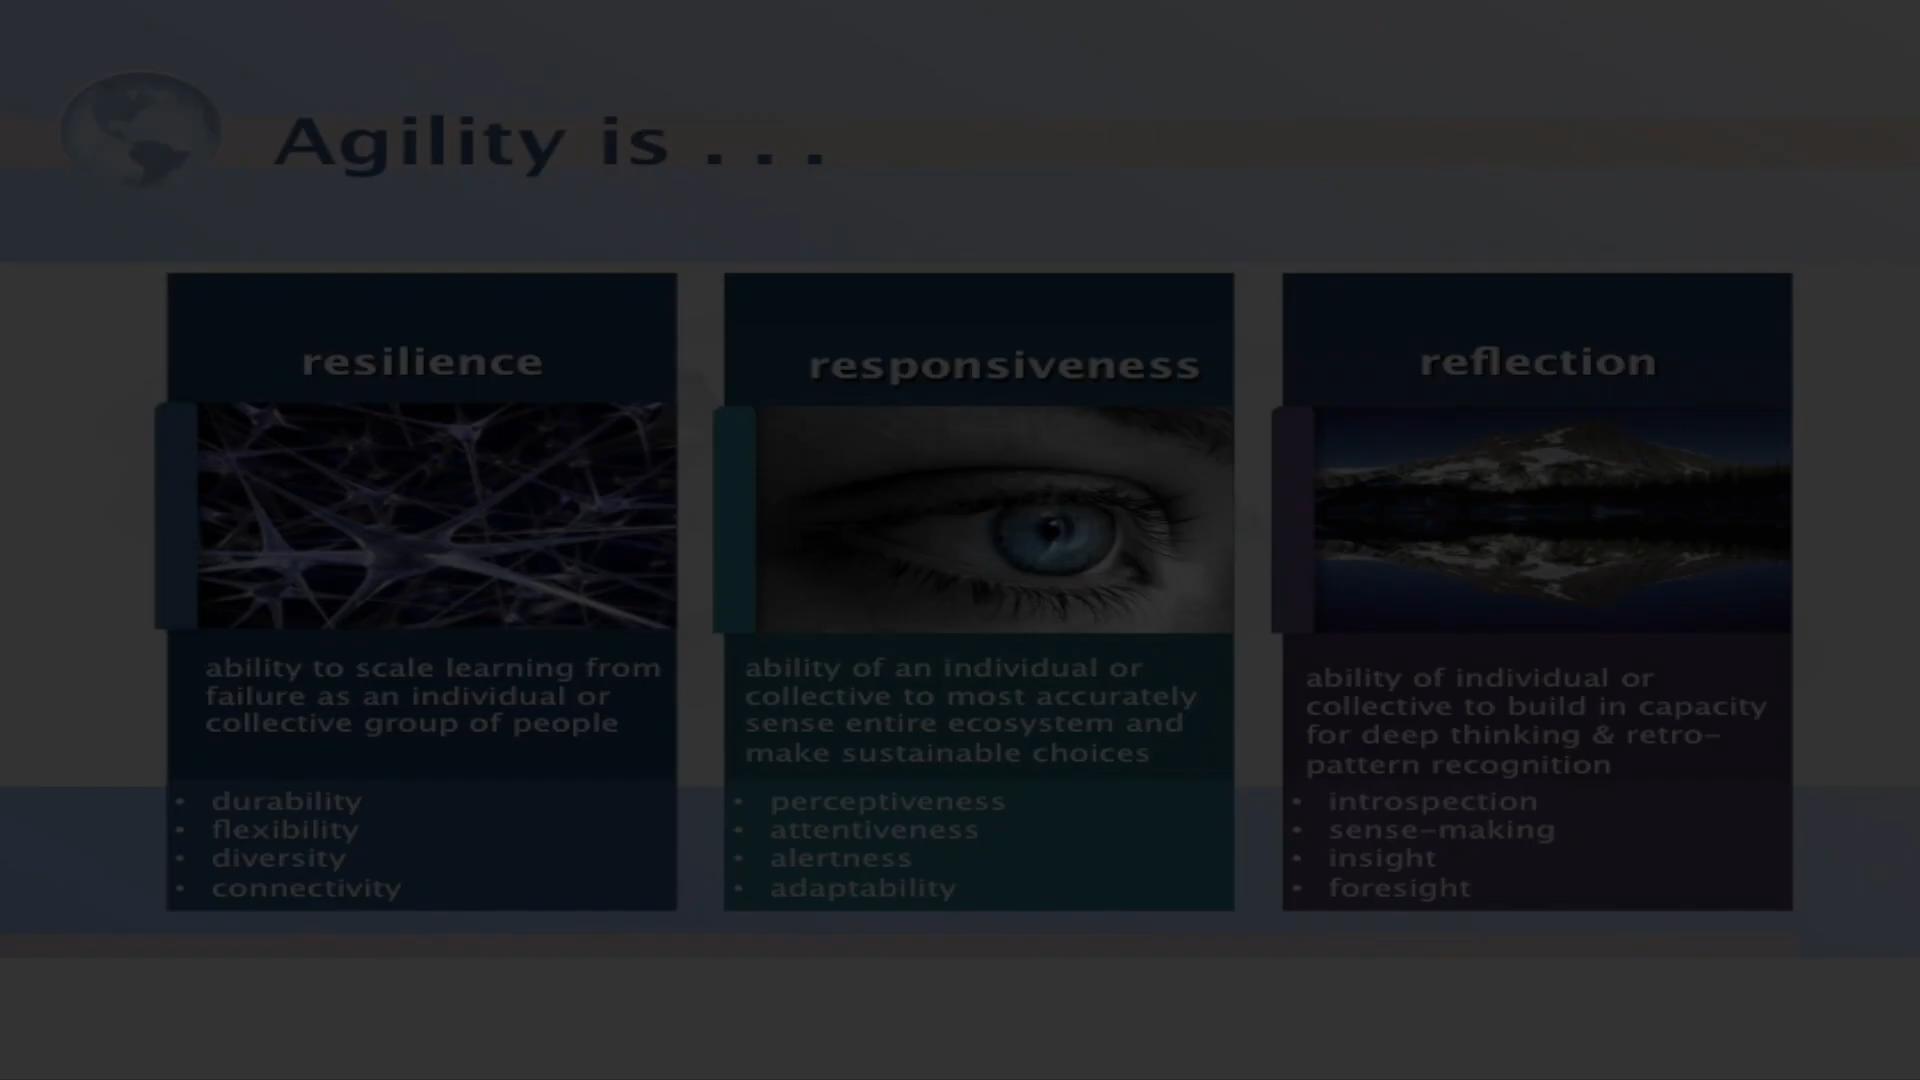 Agility is . . .
resilience
ability to scale learning from
failure as an individual or
collective group of people
• durability
• flexibility
• diversity
• connectivity
responsiveness
ability of an individual or
collective to most accurately
sense entire ecosystem and
make sustainable choices
• perceptiveness
• attentiveness
• alertness
• adaptability
reflection
ability of individual or
collective to build in capacity
for deep thinking & retro-
pattern recognition
• introspection
• sense-making
• insight
• foresight